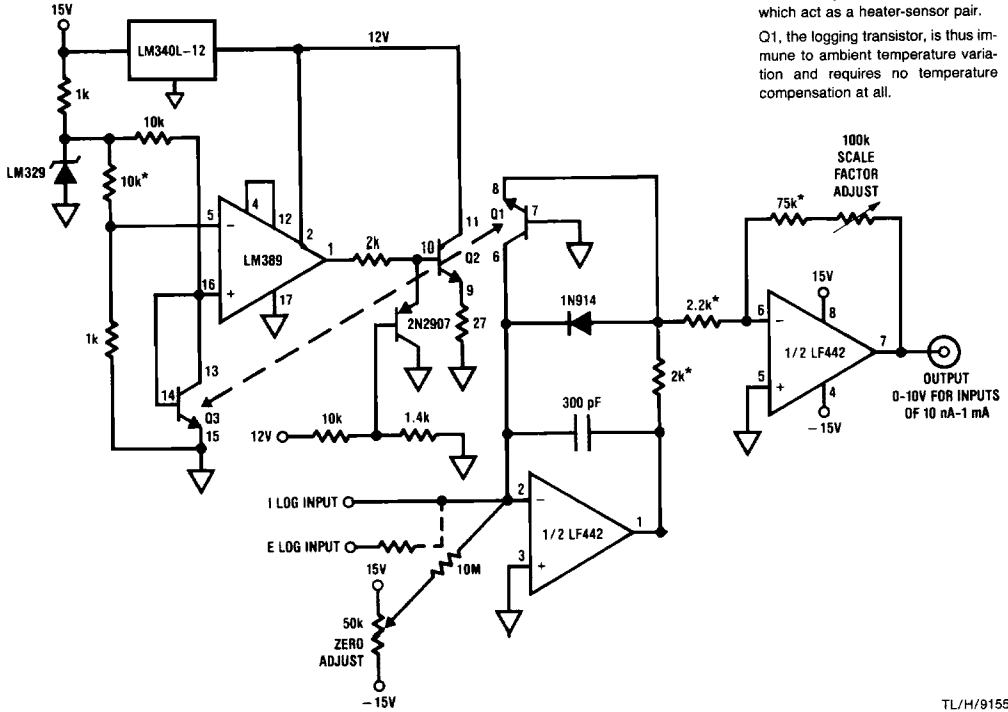 which act as a heater-sensor pair.
Q1, the logging transistor, is thus im-
mune to ambient temperature varia-
tion and requires no temperature
compensation at all.
15V
LM340L-12
12V
1k
10k
LM329
10k*
5
4
12
2
LM389
1
16
17
1k
13
14
Q3
15
2k
10
11
Q2
9
27
2N2907
12V
10k
1.4k
8
Q1
7
6
1N914
2.2k*
2k*
300 pF
100k
SCALE
FACTOR
ADJUST
75k*
15V
8
6
7
5
1/2 LF442
4
-15V
OUTPUT
0-10V FOR INPUTS
OF 10 nA-1 mA
I LOG INPUT
2
1/2 LF442
1
3
E LOG INPUT
10M
15V
50k
ZERO
ADJUST
-15V
TL/H/9155